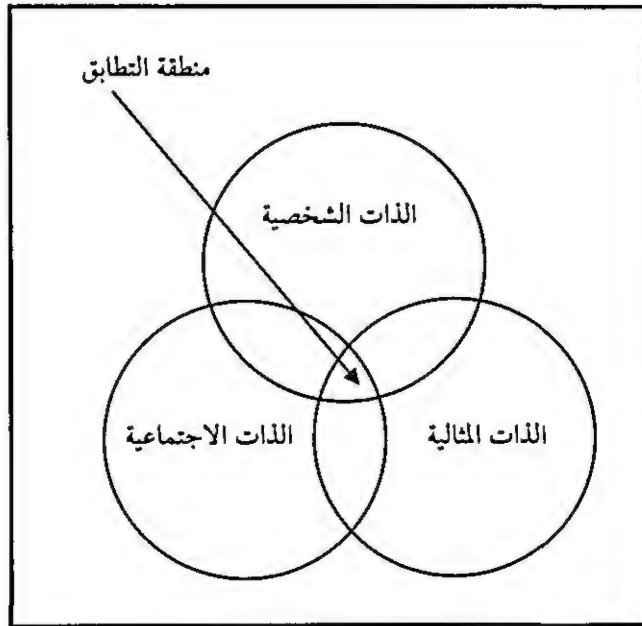 منطقة التطابق
الذات الشخصية
الذات الاجتماعية
الذات المثالية